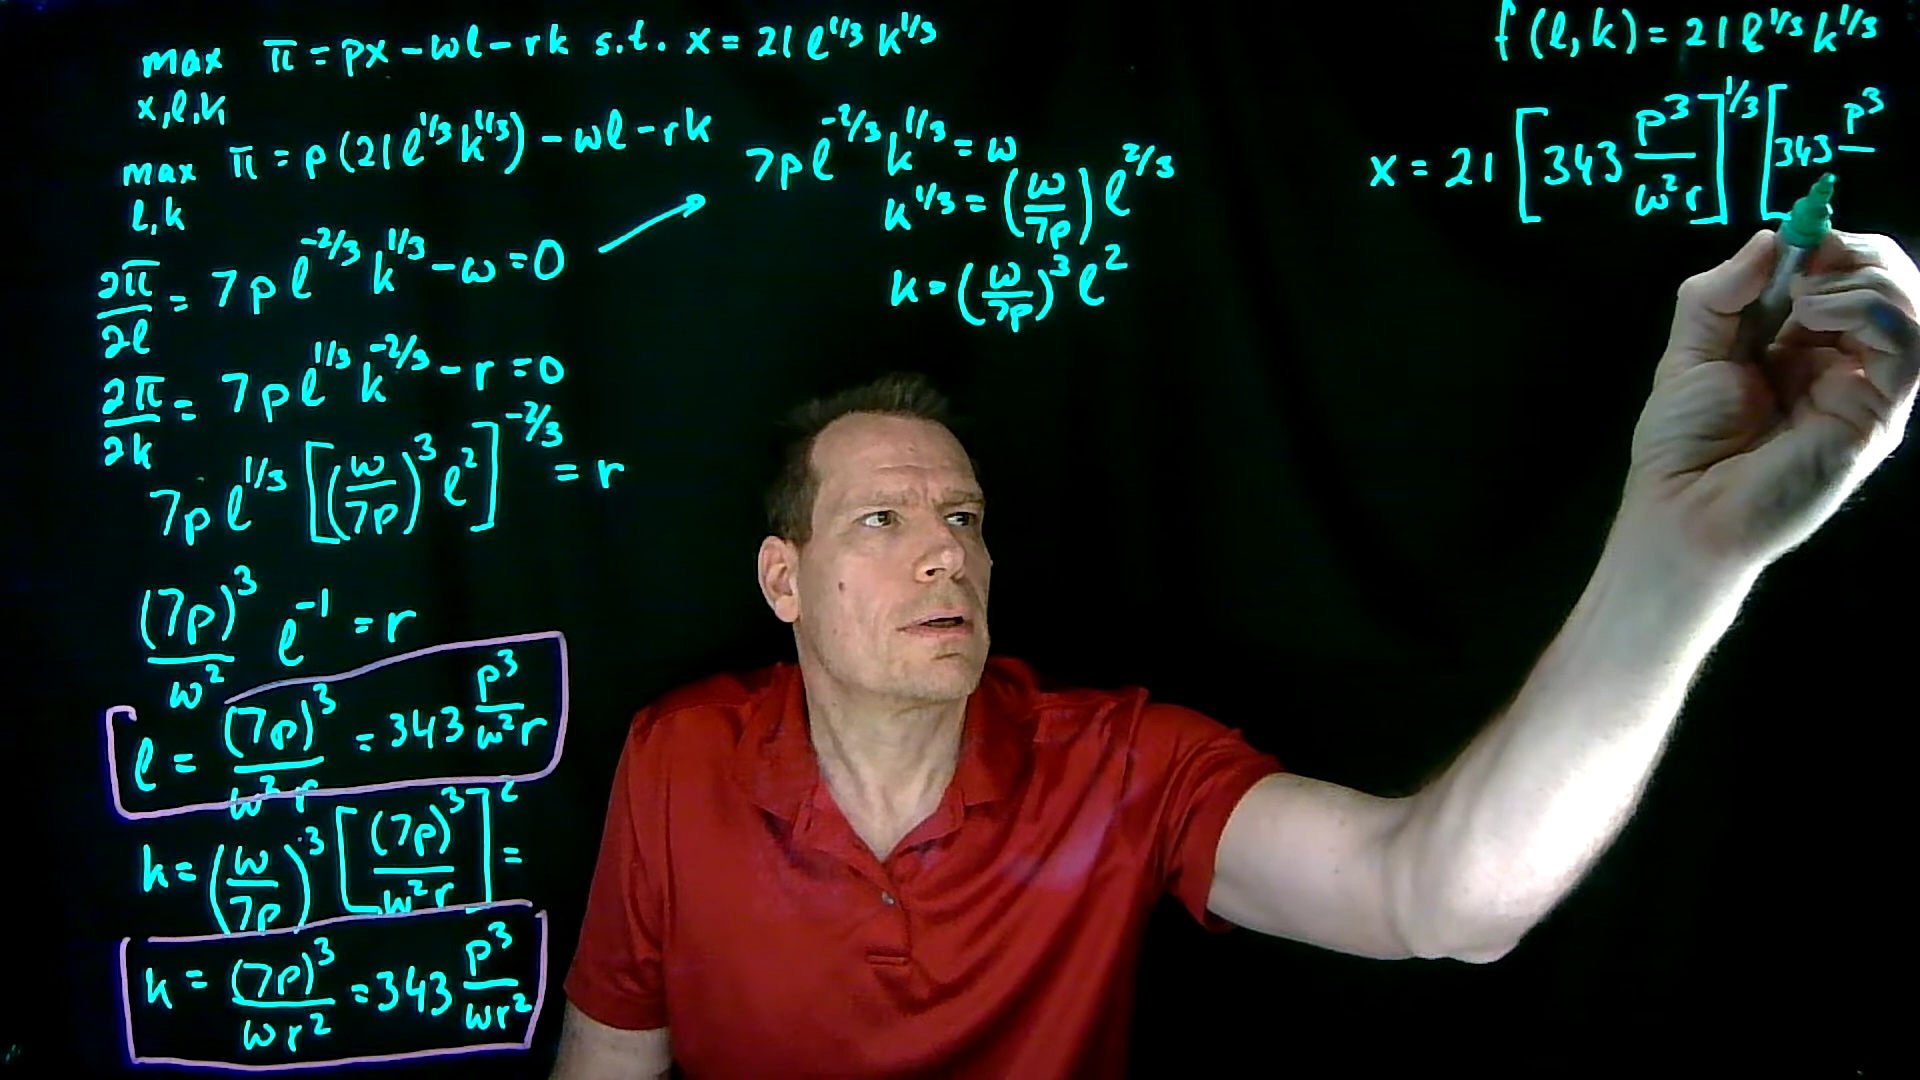 max π = px - wl - rk s.t. x = 21 l^{1/3} k^{1/3}
x,l,k
max π = p(21 l^{1/3} k^{1/3}) - wl - rk
l,k
∂π/∂l = 7p l^{-2/3} k^{1/3} - w = 0
∂π/∂k = 7p l^{1/3} k^{-2/3} - r = 0
7p l^{1/3} [(w/7p)^3 l^2]^{-2/3} = r
(7p)^3/w^2 l^{-1} = r
l = (7p)^3/w^2 r = 343 p^3/w^2 r
k = (w/7p)^3 [(7p)^3/w^2 r]^2 =
k = (7p)^3/wr^2 = 343 p^3/wr^2
7p l^{-2/3} k^{1/3} = w
k^{1/3} = (w/7p) l^{2/3}
k = (w/7p)^3 l^2
f(l,k) = 21 l^{1/3} k^{1/3}
x = 21 [343 p^3/w^2 r]^{1/3} [343 p^3/